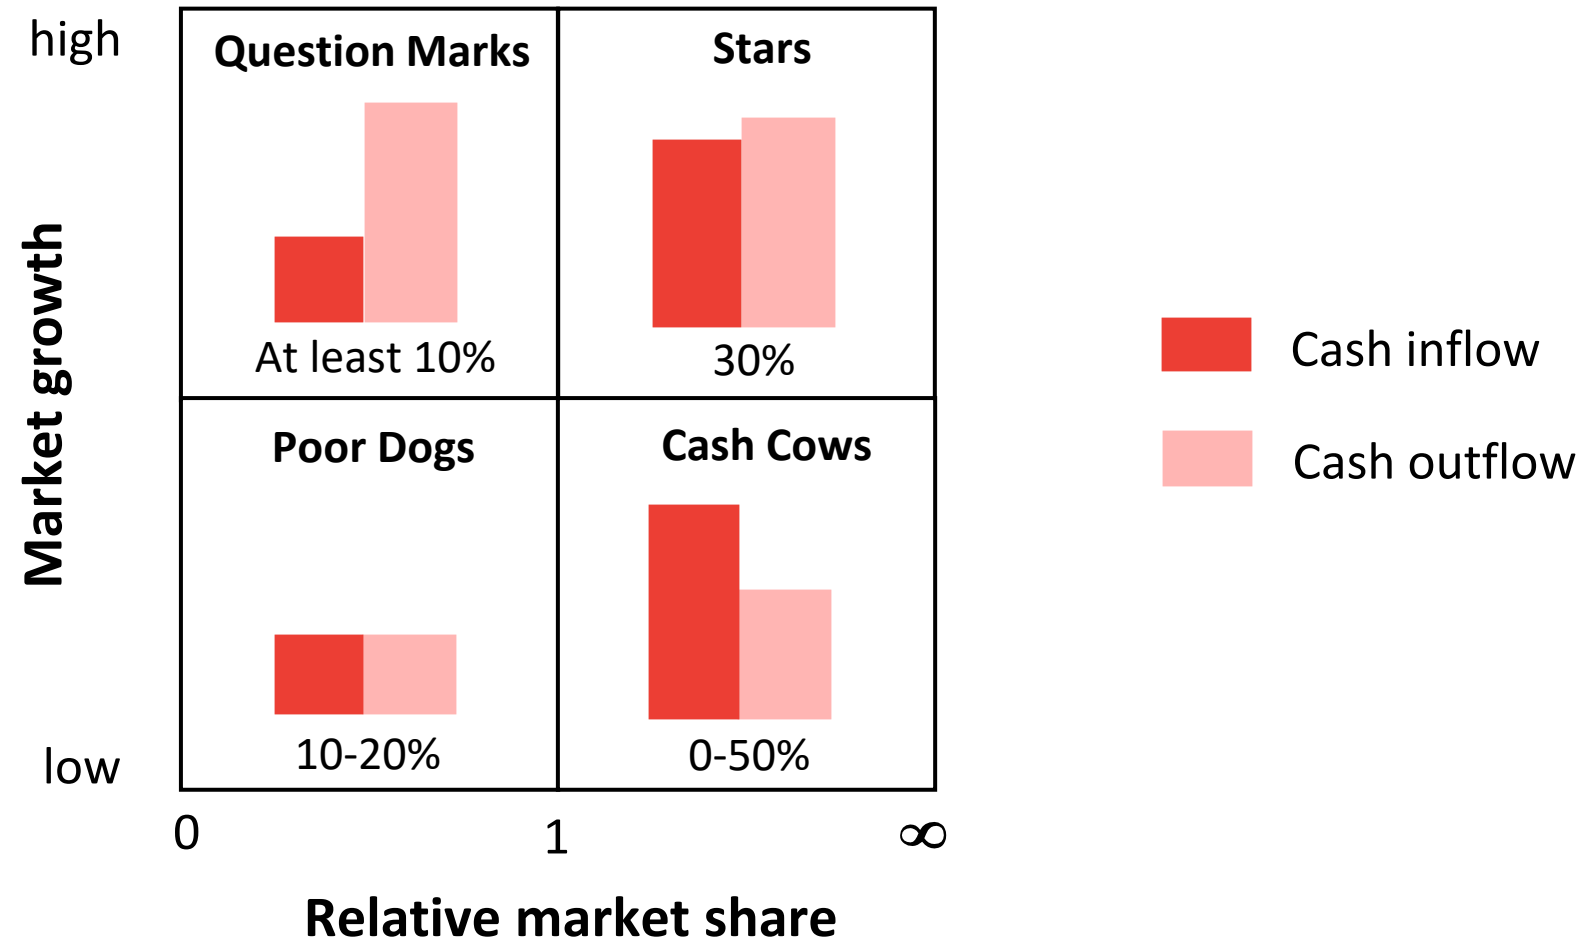 high
Question Marks
Stars
At least 10%
30%
Market growth
Cash inflow
Cash outflow
Poor Dogs
Cash Cows
10-20%
0-50%
low
0
1
∞
Relative market share